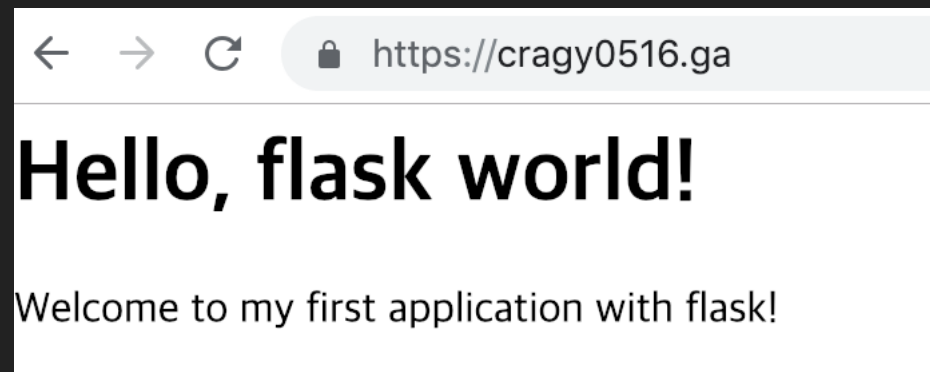 https://cragy0516.ga
Hello, flask world!
Welcome to my first application with flask!